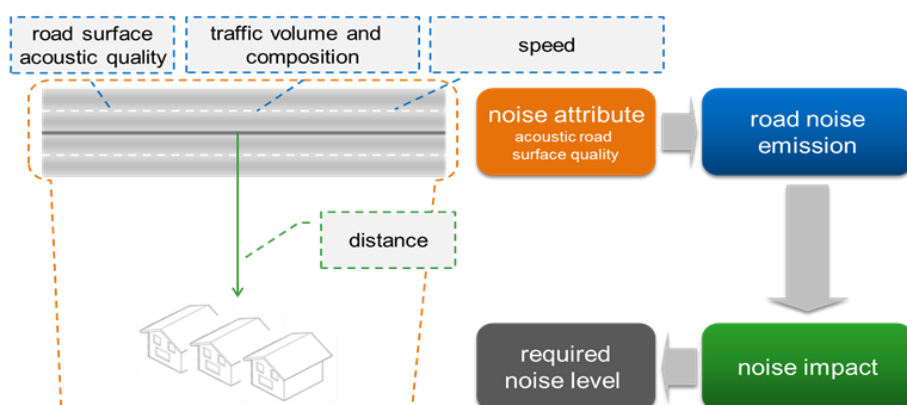 road surface
acoustic quality
traffic volume and
composition
speed
noise attribute
acoustic road
surface quality
road noise
emission
distance
required
noise level
noise impact